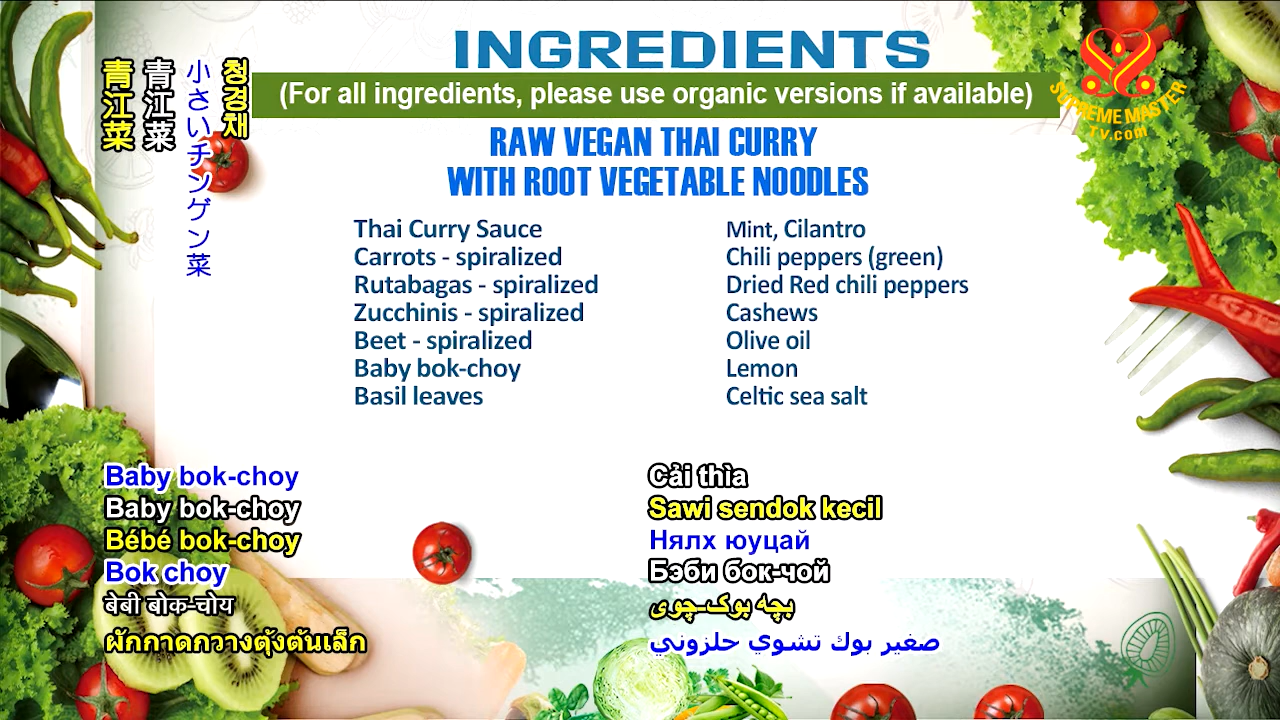 INGREDIENTS
(For all ingredients, please use organic versions if available)
SUPREME MASTER
TV.com
RAW VEGAN THAI CURRY
WITH ROOT VEGETABLE NOODLES
青江菜
青江菜
小さいチンゲン菜
청경채
Thai Curry Sauce
Carrots - spiralized
Rutabagas - spiralized
Zucchinis - spiralized
Beet - spiralized
Baby bok-choy
Basil leaves
Mint, Cilantro
Chili peppers (green)
Dried Red chili peppers
Cashews
Olive oil
Lemon
Celtic sea salt
Baby bok-choy
Baby bok-choy
Bébé bok-choy
Bok choy
बेबी बोक-चोय
ผักกาดกวางตุ้งต้นเล็ก
Cải thìa
Sawi sendok kecil
Нялх юуцай
Бэби бок-чой
بچه بوک-چوی
صغير بوك تشوي حلزوني